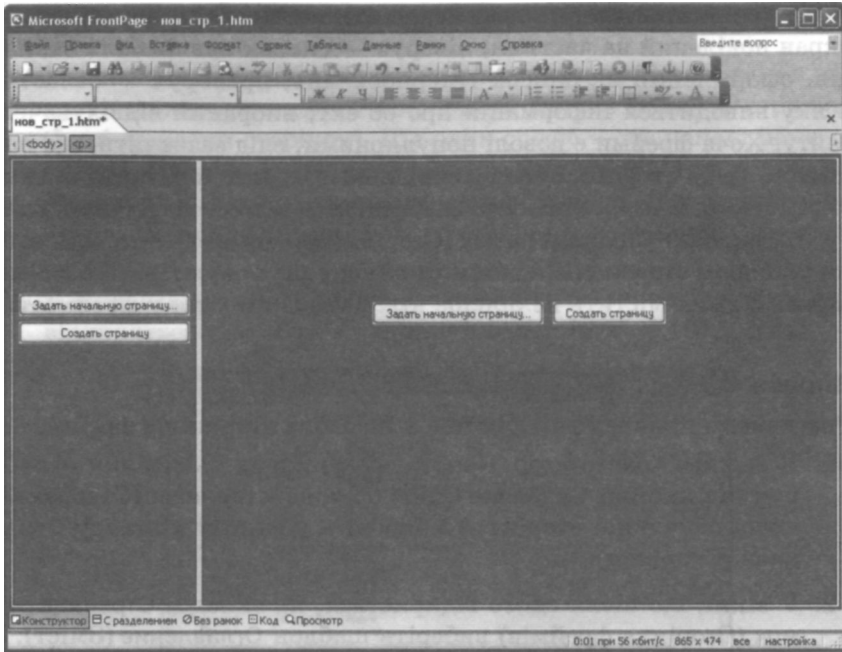 Microsoft FrontPage - нов_стр_1.htm
Файл Правка Вид Вставка Формат Сервис Таблица Данные Рамки Окно Справка
Введите вопрос
Ж К Ч
нов_стр_1.htm*
<body> <p>
Задать начальную страницу...
Создать страницу
Задать начальную страницу...
Создать страницу
Конструктор С разделением Без рамок Код Просмотр
0:01 при 56 кбит/с 865 x 474 все настройка